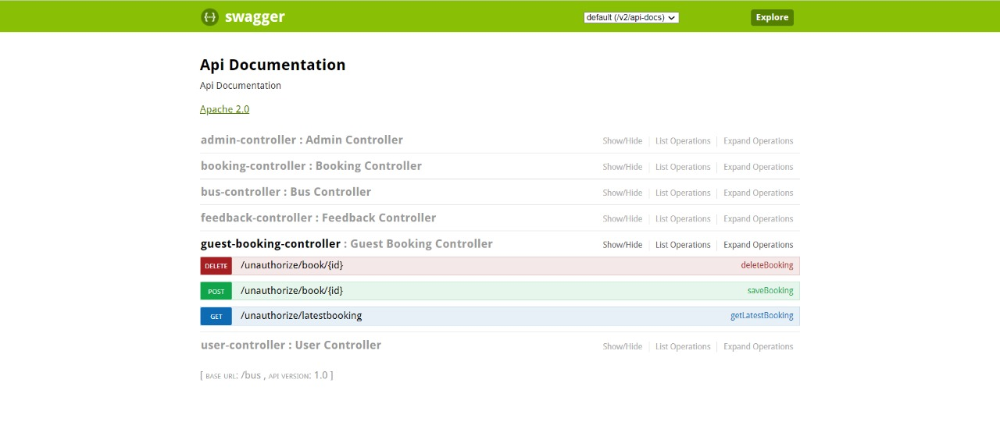 {···} swagger default (/v2/api-docs) Explore
Api Documentation
Api Documentation
Apache 2.0
admin-controller : Admin Controller Show/Hide List Operations Expand Operations
booking-controller : Booking Controller Show/Hide List Operations Expand Operations
bus-controller : Bus Controller Show/Hide List Operations Expand Operations
feedback-controller : Feedback Controller Show/Hide List Operations Expand Operations
guest-booking-controller : Guest Booking Controller Show/Hide List Operations Expand Operations
DELETE /unauthorize/book/{id} deleteBooking
POST /unauthorize/book/{id} saveBooking
GET /unauthorize/latestbooking getLatestBooking
user-controller : User Controller Show/Hide List Operations Expand Operations
[ BASE URL: /bus , API VERSION: 1.0 ]